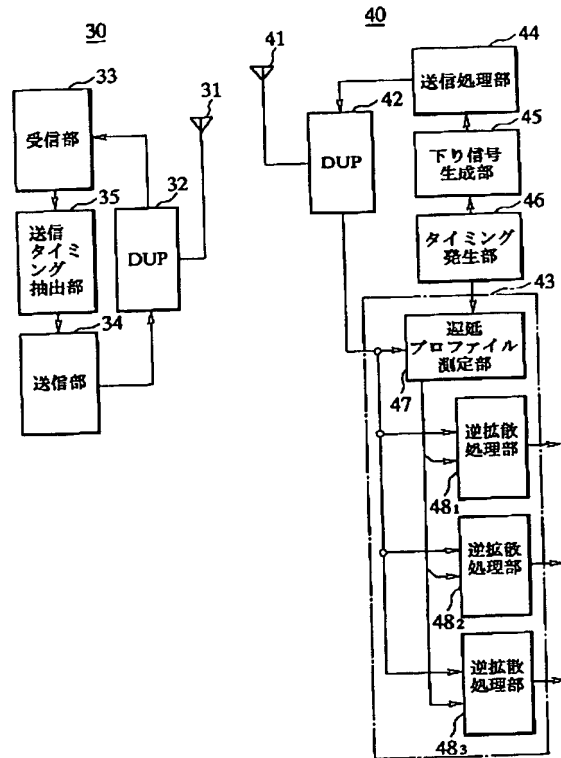 30
33
受信部
31
32
35
送信
タイミ
ング
抽出部
DUP
34
送信部
40
41
42
DUP
44
送信処理部
45
下り信号
生成部
46
タイミング
発生部
43
遅延
プロファイル
測定部
47
逆拡散
処理部
48₁
逆拡散
処理部
48₂
逆拡散
処理部
48₃